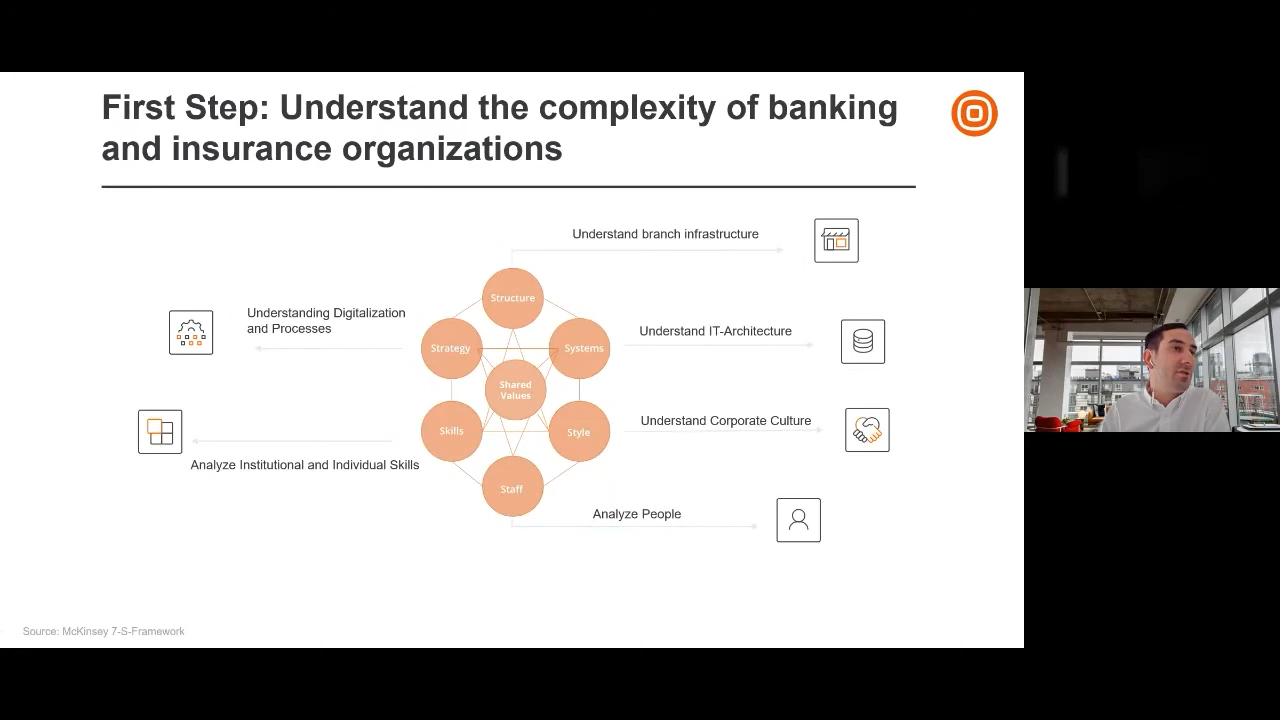 First Step: Understand the complexity of banking
and insurance organizations
Understand branch infrastructure
Structure
Understanding Digitalization
and Processes
Strategy
Systems
Understand IT-Architecture
Shared
Values
Skills
Style
Understand Corporate Culture
Analyze Institutional and Individual Skills
Staff
Analyze People
Source: McKinsey 7-S-Framework